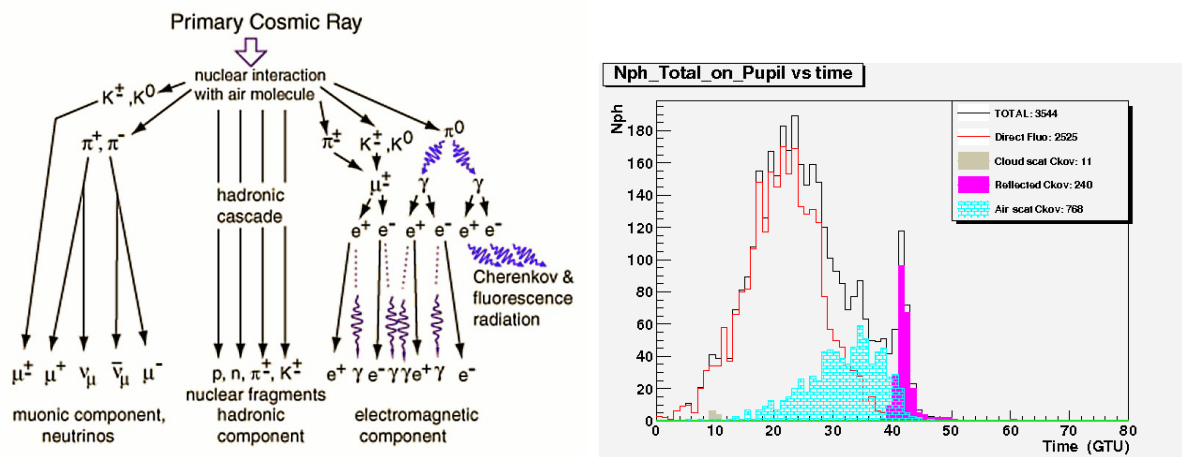 Primary Cosmic Ray
nuclear interaction
with air molecule
K±,K⁰
π⁺,π⁻
π±
K±,K⁰
π⁰
μ±
γ
γ
hadronic
cascade
e⁺ e⁻ e⁺ e⁻ e⁺ e⁻
Cherenkov &
fluorescence
radiation
μ± μ⁺ νμ ν̄μ μ⁻
p, n, π±, K±
e⁺ γ e⁻ γ γ e⁺ γ e⁻
nuclear fragments
muonic component,
neutrinos
hadronic
component
electromagnetic
component
Nph_Total_on_Pupil vs time
Nph
TOTAL: 3544
Direct Fluo: 2525
Cloud scat Ckov: 11
Reflected Ckov: 240
Air scat Ckov: 768
180
160
140
120
100
80
60
40
20
0
0 10 20 30 40 50 60 70 80
Time (GTU)